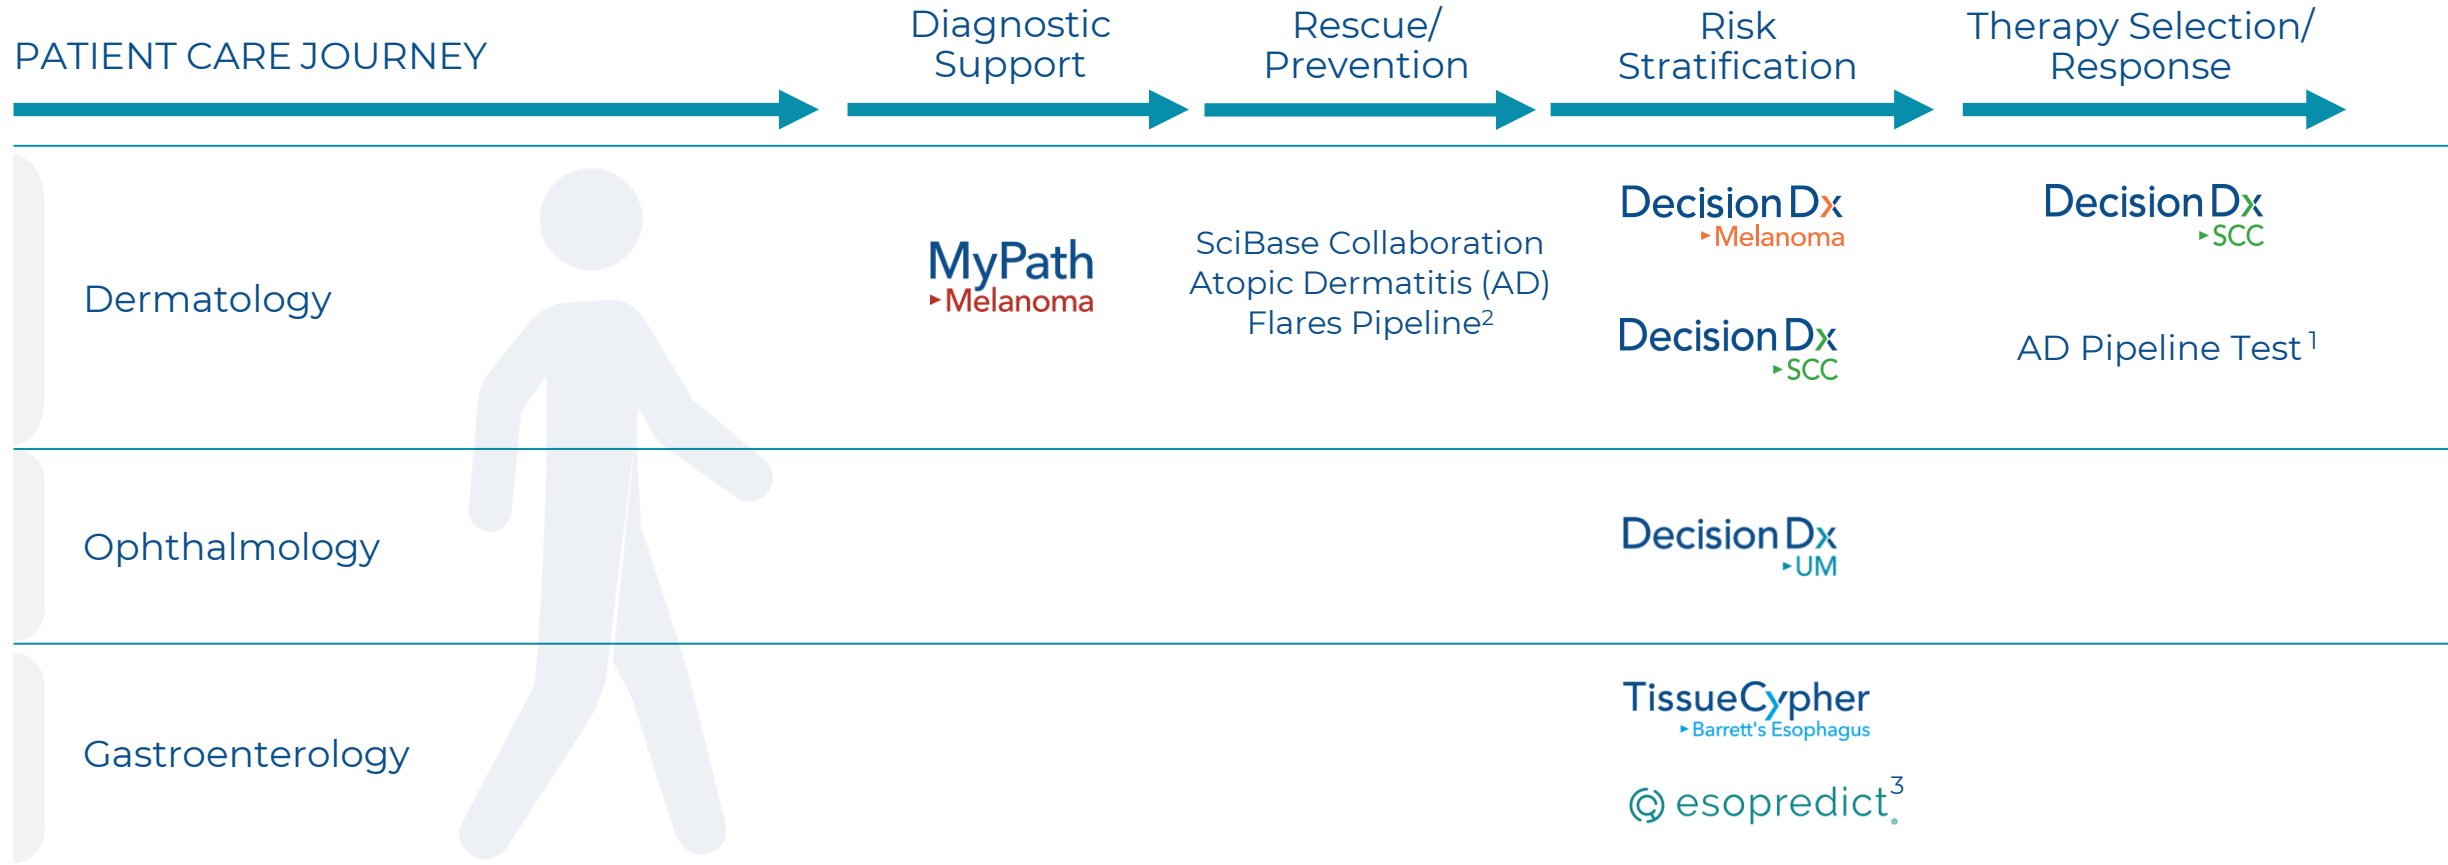 PATIENT CARE JOURNEY
Diagnostic
Support
Rescue/
Prevention
Risk
Stratification
Therapy Selection/
Response
Dermatology
MyPath
Melanoma
SciBase Collaboration
Atopic Dermatitis (AD)
Flares Pipeline²
DecisionDx
Melanoma
DecisionDx
SCC
DecisionDx
SCC
AD Pipeline Test¹
Ophthalmology
DecisionDx
UM
Gastroenterology
TissueCypher
Barrett's Esophagus
esopredict®³